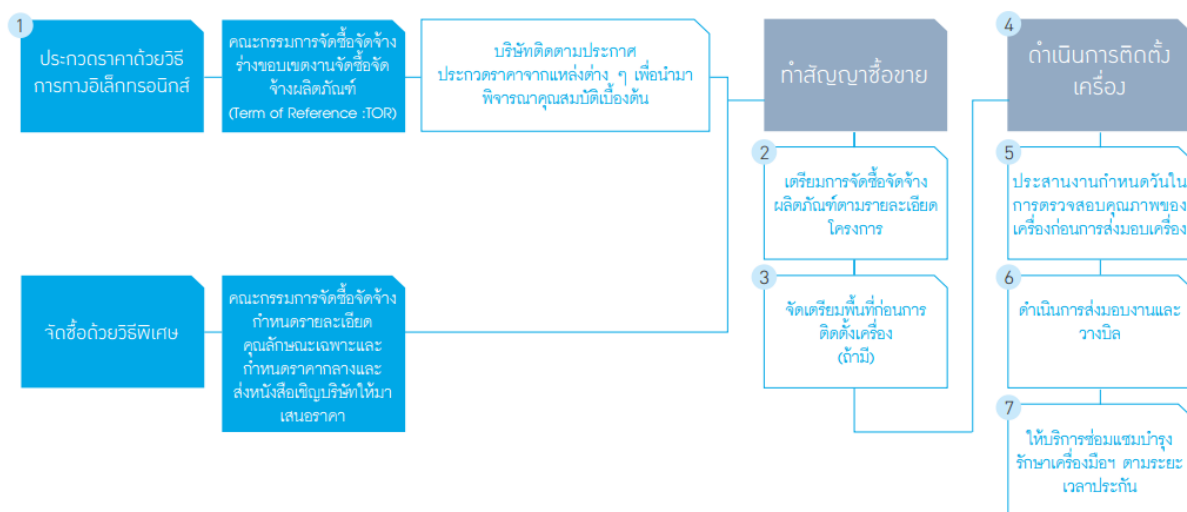 1
ประกวดราคาด้วยวิธี
การทางอิเล็กทรอนิกส์
คณะกรรมการจัดซื้อจัดจ้าง
ร่างขอบเขตงานจัดซื้อจัด
จ้างผลิตภัณฑ์
(Term of Reference :TOR)
บริษัทติดตามประกาศ
ประกวดราคาจากแหล่งต่าง ๆ เพื่อนำมา
พิจารณาคุณสมบัติเบื้องต้น
จัดซื้อด้วยวิธีพิเศษ
คณะกรรมการจัดซื้อจัดจ้าง
กำหนดรายละเอียด
คุณลักษณะเฉพาะและ
กำหนดราคากลางและ
ส่งหนังสือเชิญบริษัทให้มา
เสนอราคา
ทำสัญญาซื้อขาย
2
เตรียมการจัดซื้อจัดจ้าง
ผลิตภัณฑ์ตามรายละเอียด
โครงการ
3
จัดเตรียมพื้นที่ก่อนการ
ติดตั้งเครื่อง
(ถ้ามี)
4
ดำเนินการติดตั้ง
เครื่อง
5
ประสานงานกำหนดวันใน
การตรวจสอบคุณภาพของ
เครื่องก่อนการส่งมอบเครื่อง
6
ดำเนินการส่งมอบงานและ
วางบิล
7
ให้บริการซ่อมแซมบำรุง
รักษาเครื่องมือฯ ตามระยะ
เวลาประกัน